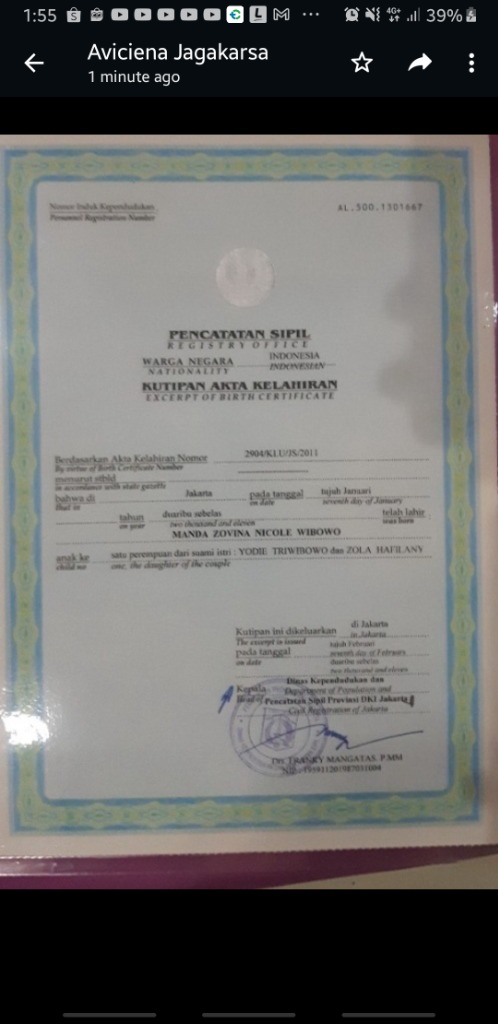 1:55
4G+
39%
Aviciena Jagakarsa
1 minute ago
Nomor Induk Kependudukan
Personnel Registration Number
AL.500.1301667
PENCATATAN SIPIL
REGISTRY OFFICE
WARGA NEGARA INDONESIA
NATIONALITY INDONESIAN
KUTIPAN AKTA KELAHIRAN
EXCERPT OF BIRTH CERTIFICATE
Berdasarkan Akta Kelahiran Nomor 2904/KLU/JS/2011
By virtue of Birth Certificate Number
menurut stbld
in accordance with state gazette
bahwa di Jakarta pada tanggal tujuh Januari
that in on date seventh day of January
tahun duaribu sebelas telah lahir
on year two thousand and eleven was born
MANDA ZOVINA NICOLE WIBOWO
anak ke satu perempuan dari suami istri : YODIE TRIWIBOWO dan ZOLA HAFILANY
child no one, the daughter of the couple
Kutipan ini dikeluarkan di Jakarta
The excerpt is issued in Jakarta
pada tanggal tujuh Februari
on date seventh day of February
duaribu sebelas
two thousand and eleven
Dinas Kependudukan dan
Kepala Department of Population and
Head of Pencatatan Sipil Provinsi DKI Jakarta
Civil Registration of Jakarta
FRANKY MANGATAS. P.MM